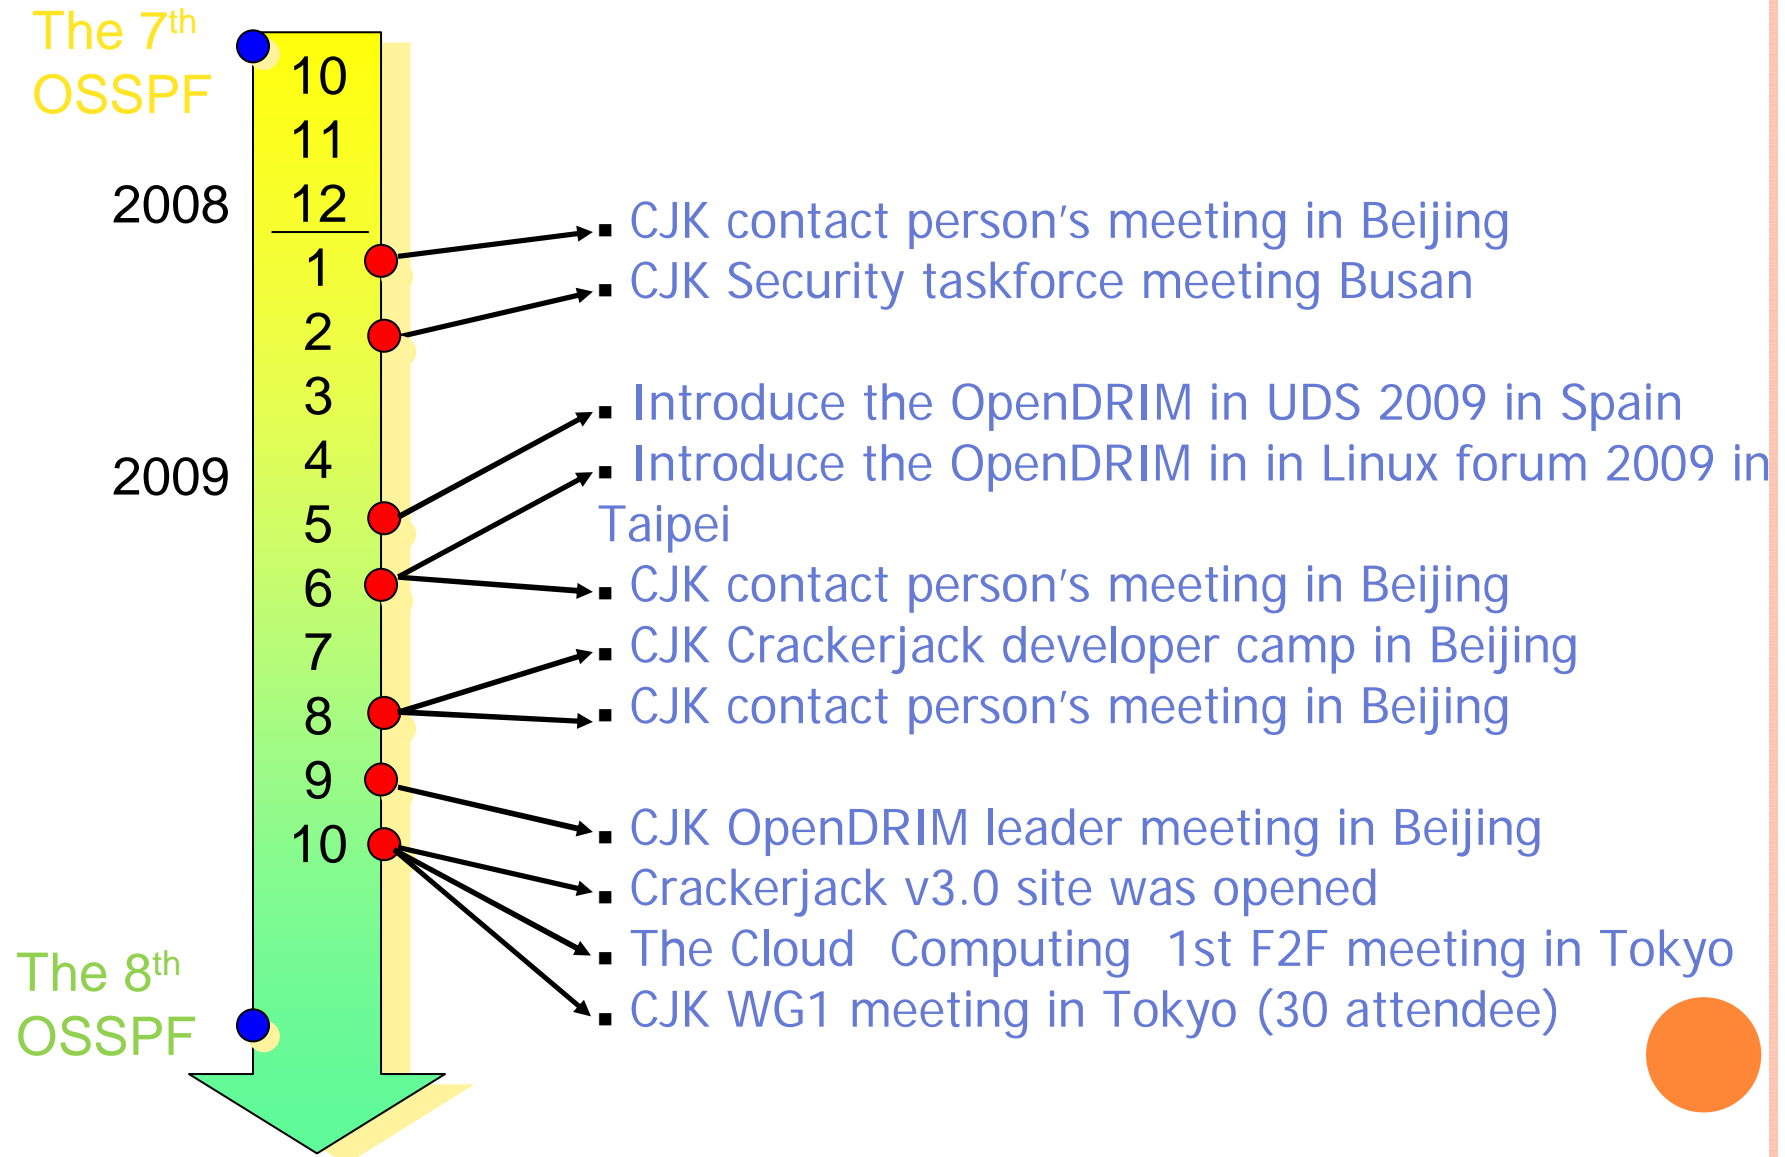 The 7th
OSSPF
10
11
2008
12
1
2
3
4
2009
5
6
7
8
9
10
The 8th
OSSPF
▪ CJK contact person's meeting in Beijing
▪ CJK Security taskforce meeting Busan
▪ Introduce the OpenDRIM in UDS 2009 in Spain
▪ Introduce the OpenDRIM in in Linux forum 2009 in
Taipei
▪ CJK contact person's meeting in Beijing
▪ CJK Crackerjack developer camp in Beijing
▪ CJK contact person's meeting in Beijing
▪ CJK OpenDRIM leader meeting in Beijing
▪ Crackerjack v3.0 site was opened
▪ The Cloud  Computing  1st F2F meeting in Tokyo
▪ CJK WG1 meeting in Tokyo (30 attendee)